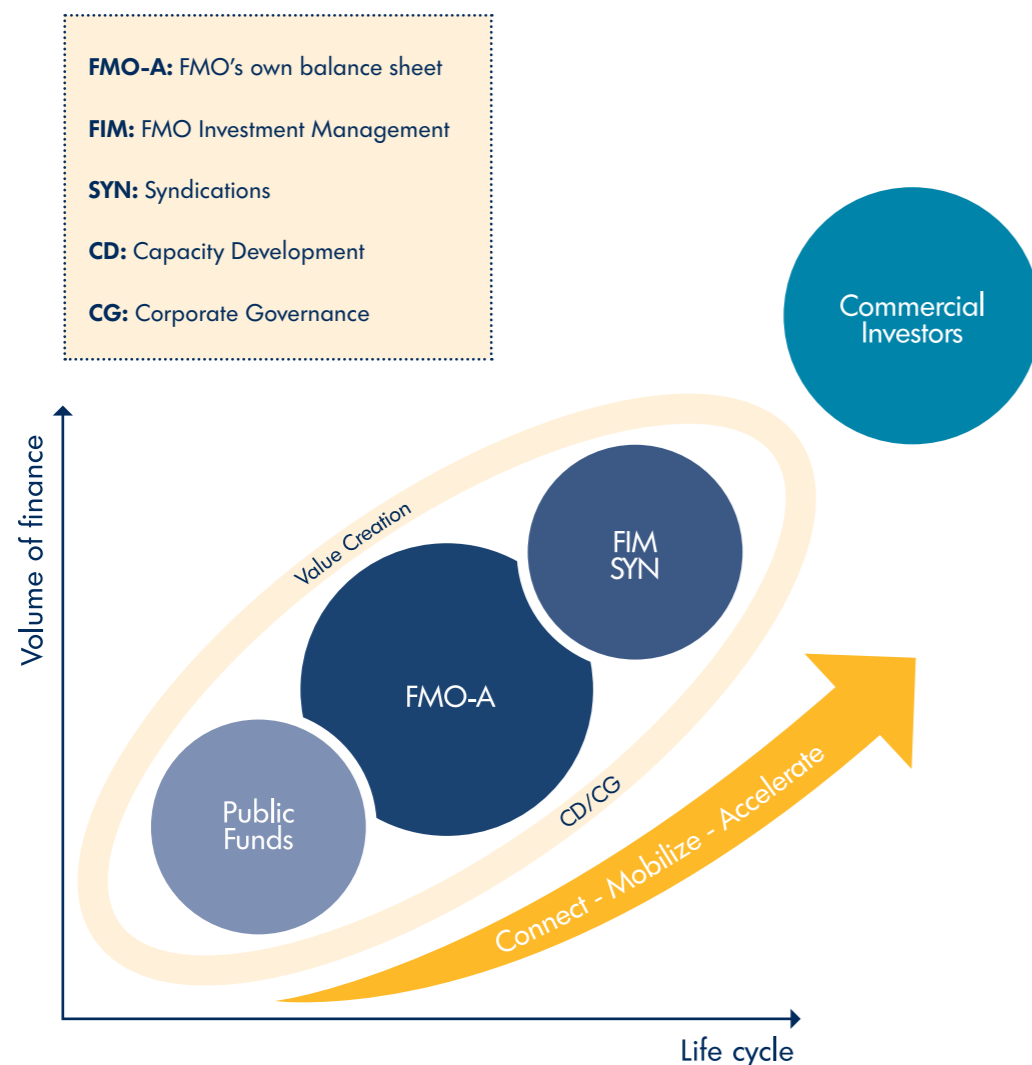 FMO-A: FMO’s own balance sheet
FIM: FMO Investment Management
SYN: Syndications
CD: Capacity Development
CG: Corporate Governance
Commercial
Investors
Volume of finance
Value Creation
FIM
SYN
FMO-A
Public
Funds
CD/CG
Connect - Mobilize - Accelerate
Life cycle